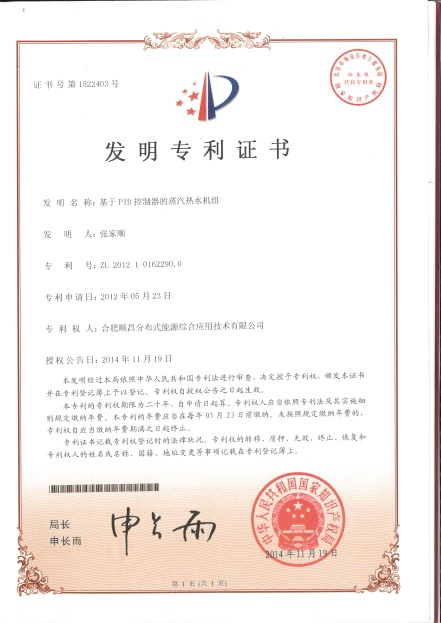 证书号第1522403号
发明专利证书
发 明 名 称:基于PID控制器的蒸汽热水机组
发 明 人:张家顺
专 利 号:ZL 2012 1 0162290.0
专利申请日:2012年05月23日
专 利 权 人:合肥顺昌分布式能源综合应用技术有限公司
授权公告日:2014年11月19日
本发明经过本局依照中华人民共和国专利法进行审查,决定授予专利权,颁发本证书
并在专利登记簿上予以登记。专利权自授权公告之日起生效。
本专利的专利权期限为二十年,自申请日起算。专利权人应当依照专利法及其实施细
则规定缴纳年费。本专利的年费应当在每年05月23日前缴纳。未按照规定缴纳年费的,
专利权自应当缴纳年费期满之日起终止。
专利证书记载专利权登记时的法律状况。专利权的转移、质押、无效、终止、恢复和
专利权人的姓名或名称、国籍、地址变更等事项记载在专利登记簿上。
局长
申长雨
申长雨
中华人民共和国国家知识产权局
2014年11月19日
第1页(共1页)